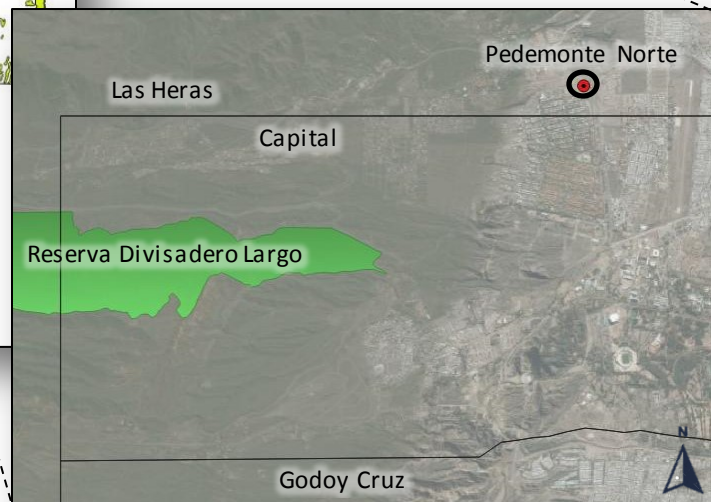 Pedemonte Norte
Las Heras
Capital
Reserva Divisadero Largo
N
Godoy Cruz